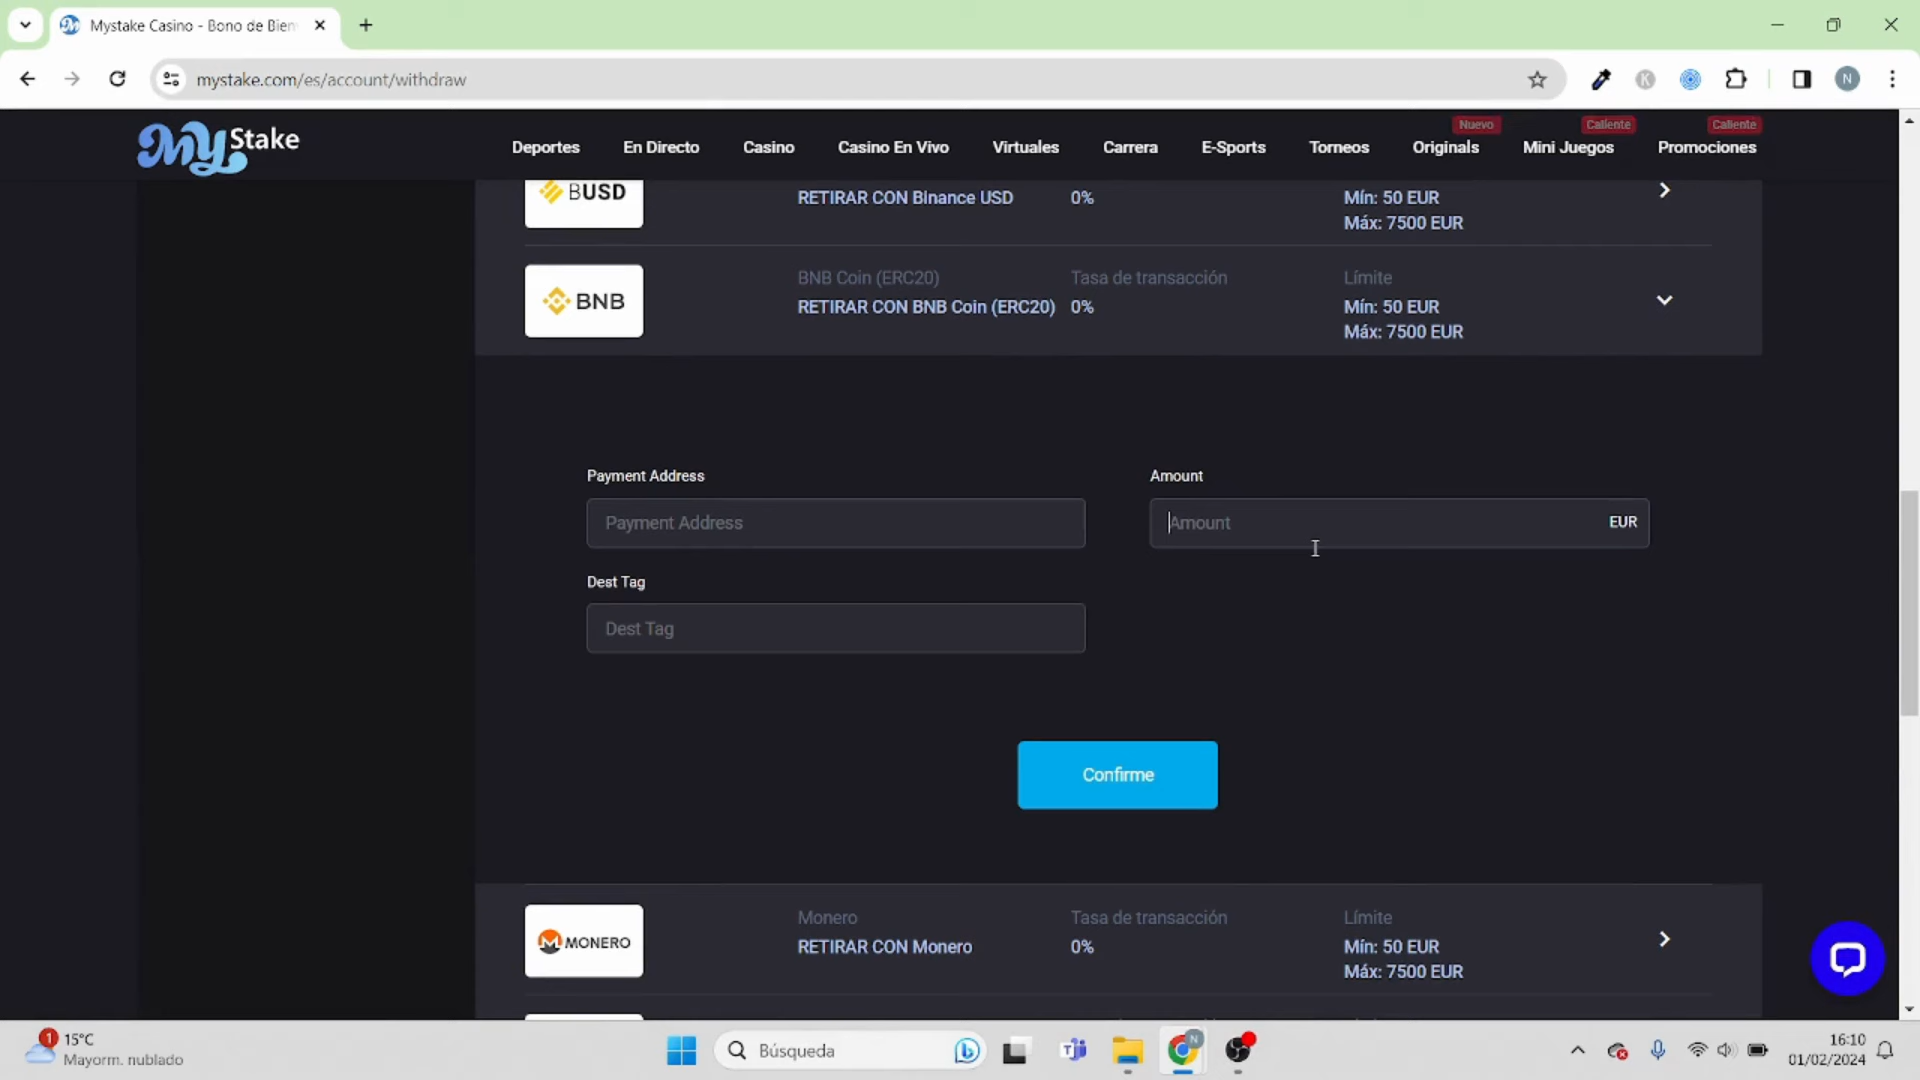 Mystake Casino - Bono de Bien
mystake.com/es/account/withdraw
N
MyStake
Deportes
En Directo
Casino
Casino En Vivo
Virtuales
Carrera
E-Sports
Torneos
Nuevo
Originals
Caliente
Mini Juegos
Caliente
Promociones
BUSD
RETIRAR CON Binance USD
0%
Mín: 50 EUR
Máx: 7500 EUR
BNB
BNB Coin (ERC20)
RETIRAR CON BNB Coin (ERC20)
Tasa de transacción
0%
Límite
Mín: 50 EUR
Máx: 7500 EUR
Payment Address
Payment Address
Amount
Amount
EUR
Dest Tag
Dest Tag
Confirme
MONERO
Monero
RETIRAR CON Monero
Tasa de transacción
0%
Límite
Mín: 50 EUR
Máx: 7500 EUR
1
15°C
Mayorm. nublado
Búsqueda
16:10
01/02/2024